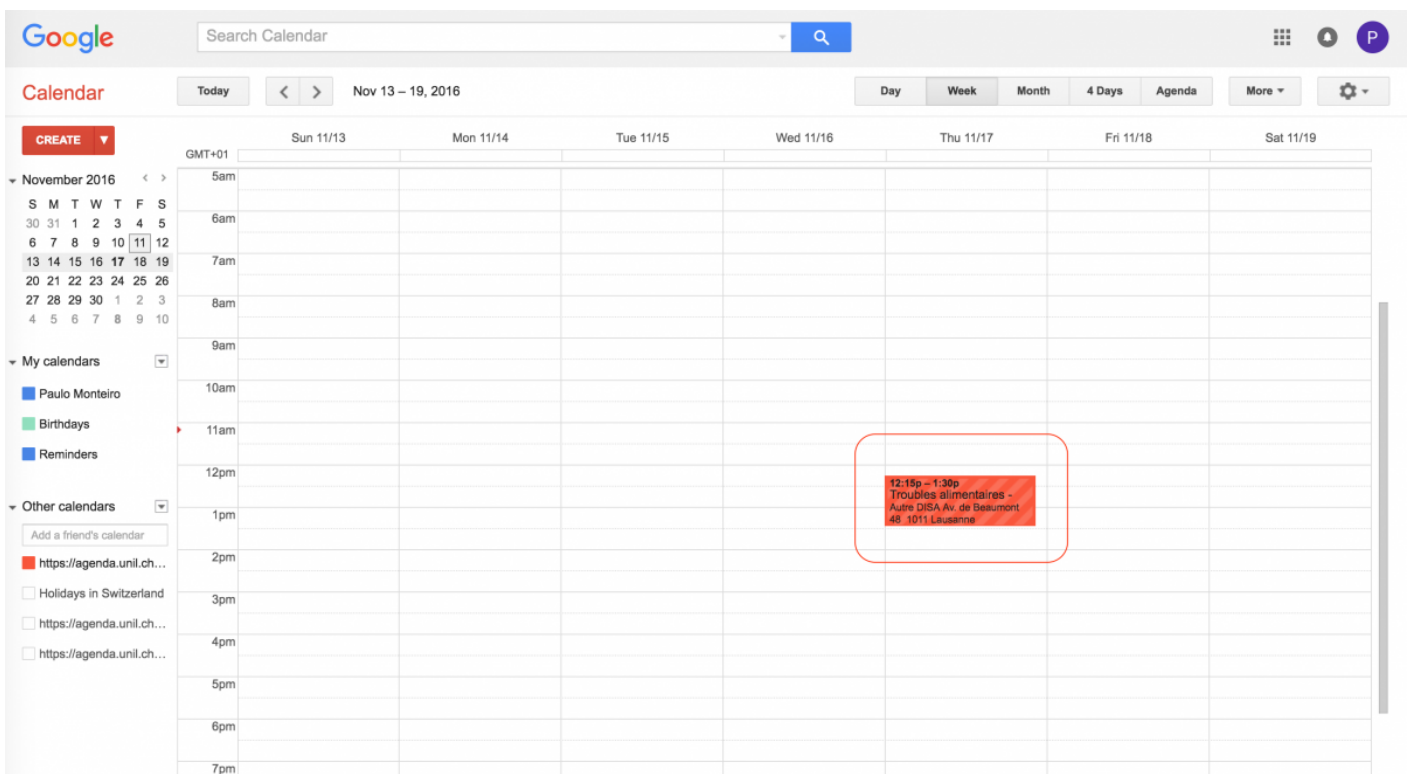 Google
Search Calendar
P
Calendar
Today
Nov 13 – 19, 2016
Day Week Month 4 Days Agenda
More
CREATE
Sun 11/13 Mon 11/14 Tue 11/15 Wed 11/16 Thu 11/17 Fri 11/18 Sat 11/19
GMT+01
November 2016
S M T W T F S
30 31 1 2 3 4 5
6 7 8 9 10 11 12
13 14 15 16 17 18 19
20 21 22 23 24 25 26
27 28 29 30 1 2 3
4 5 6 7 8 9 10
My calendars
Paulo Monteiro
Birthdays
Reminders
Other calendars
Add a friend's calendar
https://agenda.unil.ch...
Holidays in Switzerland
https://agenda.unil.ch...
https://agenda.unil.ch...
5am
6am
7am
8am
9am
10am
11am
12pm
1pm
2pm
3pm
4pm
5pm
6pm
7pm
12:15p – 1:30p
Troubles alimentaires -
Autre DISA Av. de Beaumont
48 1011 Lausanne